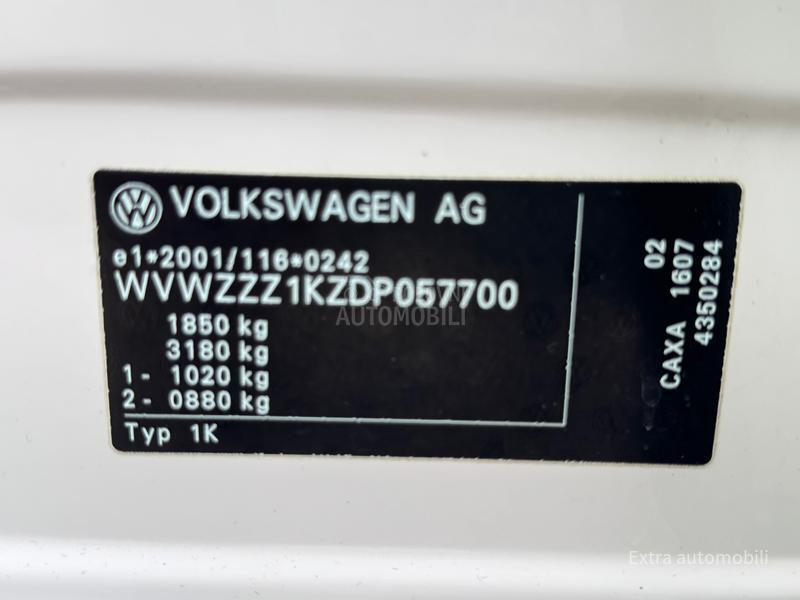 VOLKSWAGEN AG
e1*2001/116*0242
WVWZZZ1KZDP057700
1850 kg
3180 kg
1- 1020 kg
2- 0880 kg
Typ 1K
02
CAXA 1607
4350284
AUTOMOBILI
Extra automobili